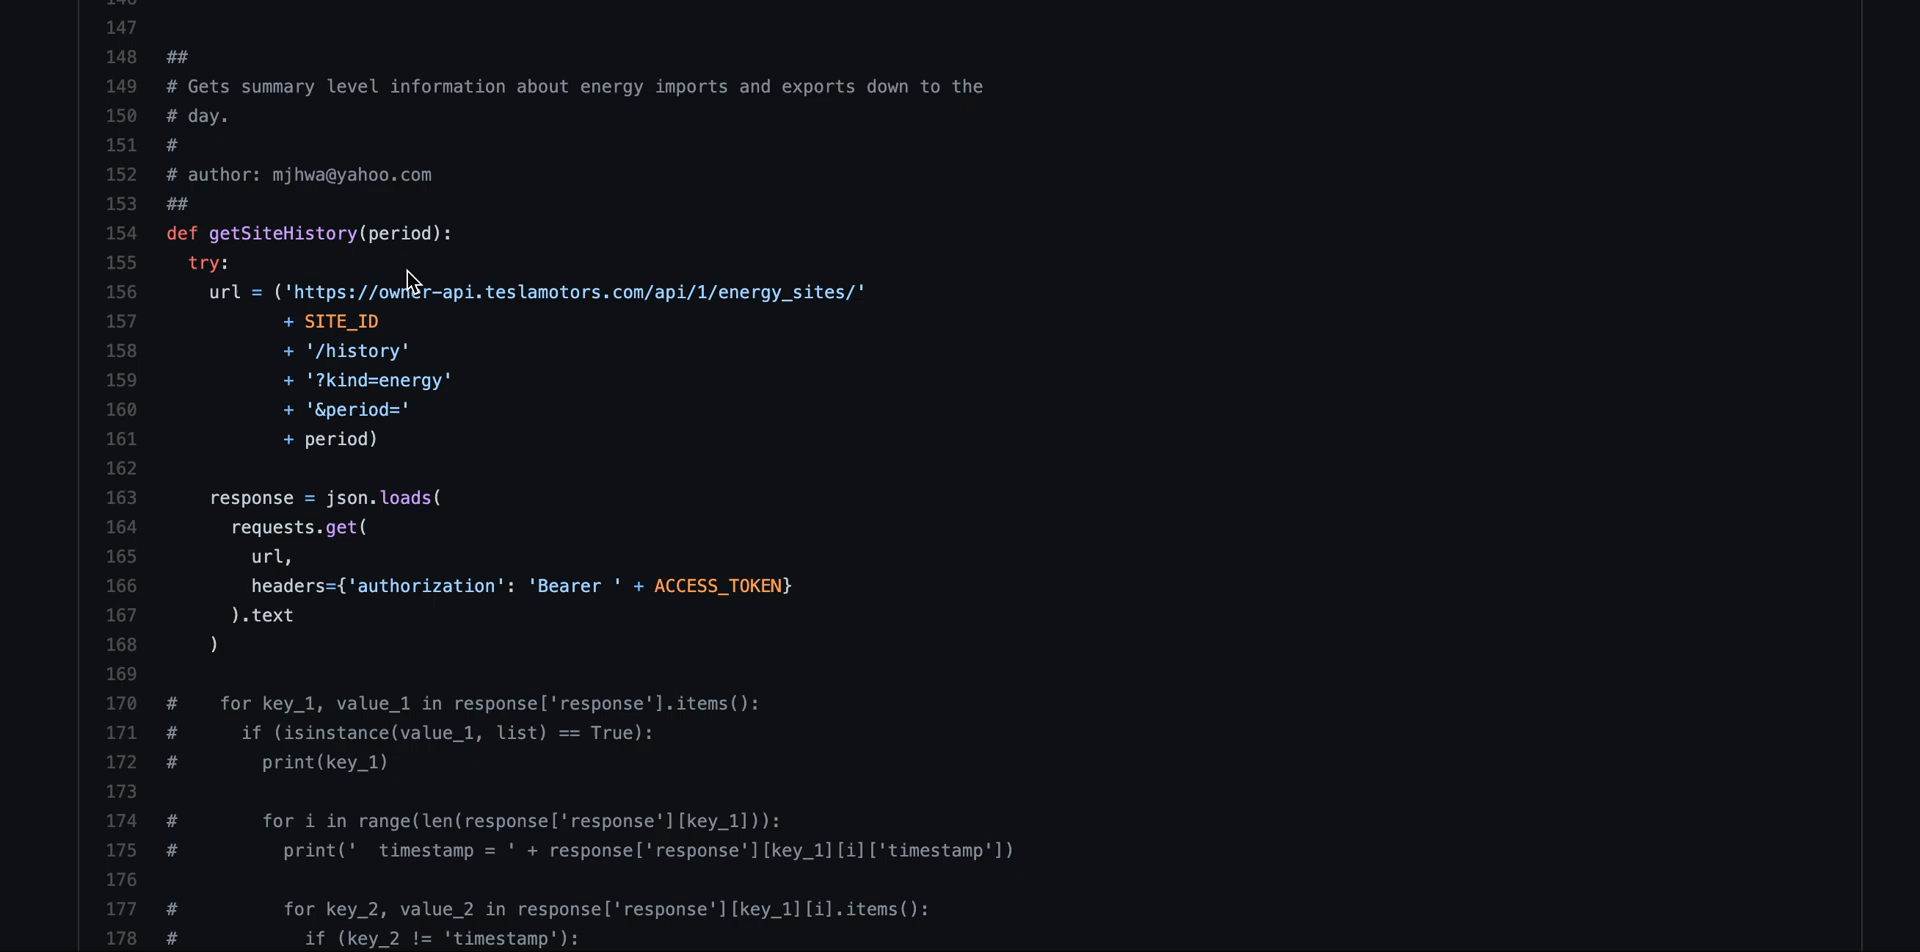 146
147
148 ##
149 # Gets summary level information about energy imports and exports down to the
150 # day.
151 #
152 # author: mjhwa@yahoo.com
153 ##
154 def getSiteHistory(period):
155   try:
156     url = ('https://owner-api.teslamotors.com/api/1/energy_sites/'
157            + SITE_ID
158            + '/history'
159            + '?kind=energy'
160            + '&period='
161            + period)
162
163     response = json.loads(
164       requests.get(
165         url,
166         headers={'authorization': 'Bearer ' + ACCESS_TOKEN}
167       ).text
168     )
169
170 #    for key_1, value_1 in response['response'].items():
171 #      if (isinstance(value_1, list) == True):
172 #        print(key_1)
173
174 #        for i in range(len(response['response'][key_1])):
175 #          print('  timestamp = ' + response['response'][key_1][i]['timestamp'])
176
177 #          for key_2, value_2 in response['response'][key_1][i].items():
178 #            if (key_2 != 'timestamp'):